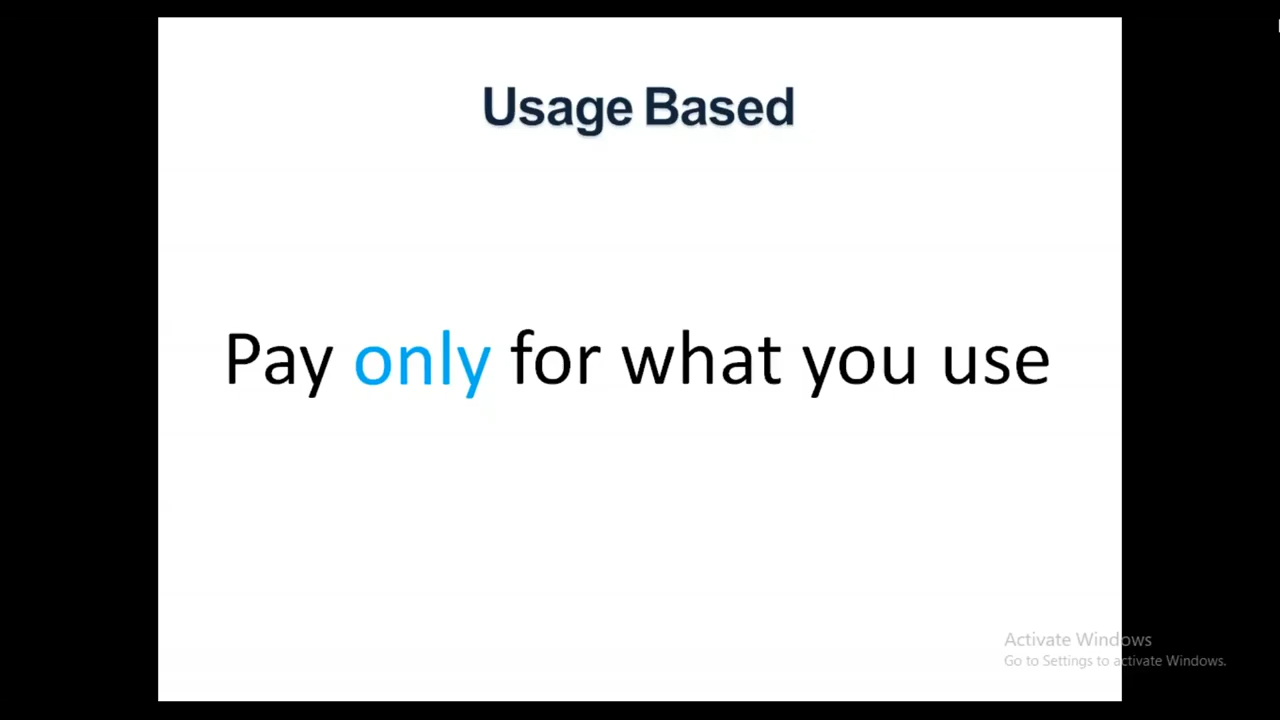 Usage Based
Pay only for what you use
Activate Windows
Go to Settings to activate Windows.